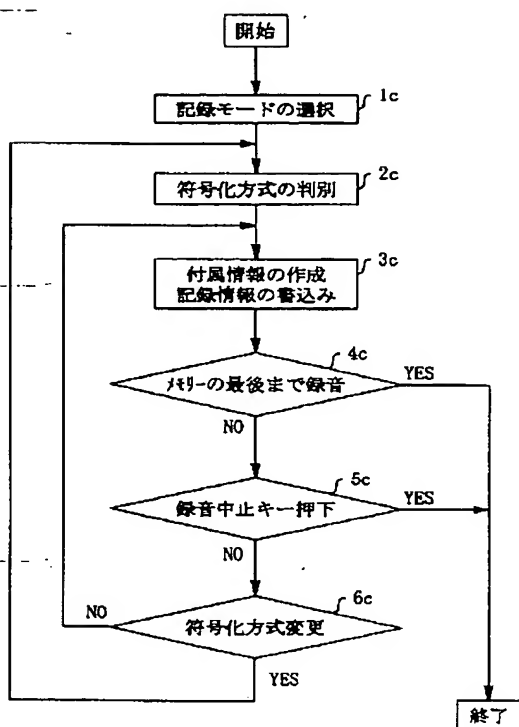 開始
記録モードの選択
1c
符号化方式の判別
2c
付属情報の作成
記録情報の書込み
3c
メモリーの最後まで録音
4c
YES
NO
録音中止キー押下
5c
YES
NO
符号化方式変更
6c
NO
YES
終了